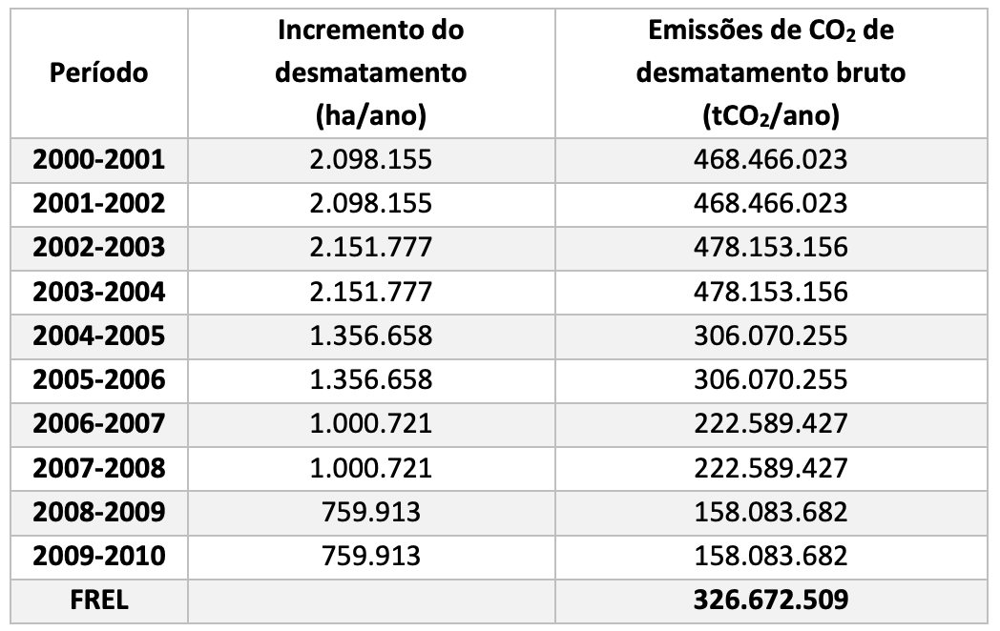 Período Incremento do desmatamento (ha/ano) Emissões de CO₂ de desmatamento bruto (tCO₂/ano)
2000-2001 2.098.155 468.466.023
2001-2002 2.098.155 468.466.023
2002-2003 2.151.777 478.153.156
2003-2004 2.151.777 478.153.156
2004-2005 1.356.658 306.070.255
2005-2006 1.356.658 306.070.255
2006-2007 1.000.721 222.589.427
2007-2008 1.000.721 222.589.427
2008-2009 759.913 158.083.682
2009-2010 759.913 158.083.682
FREL 326.672.509